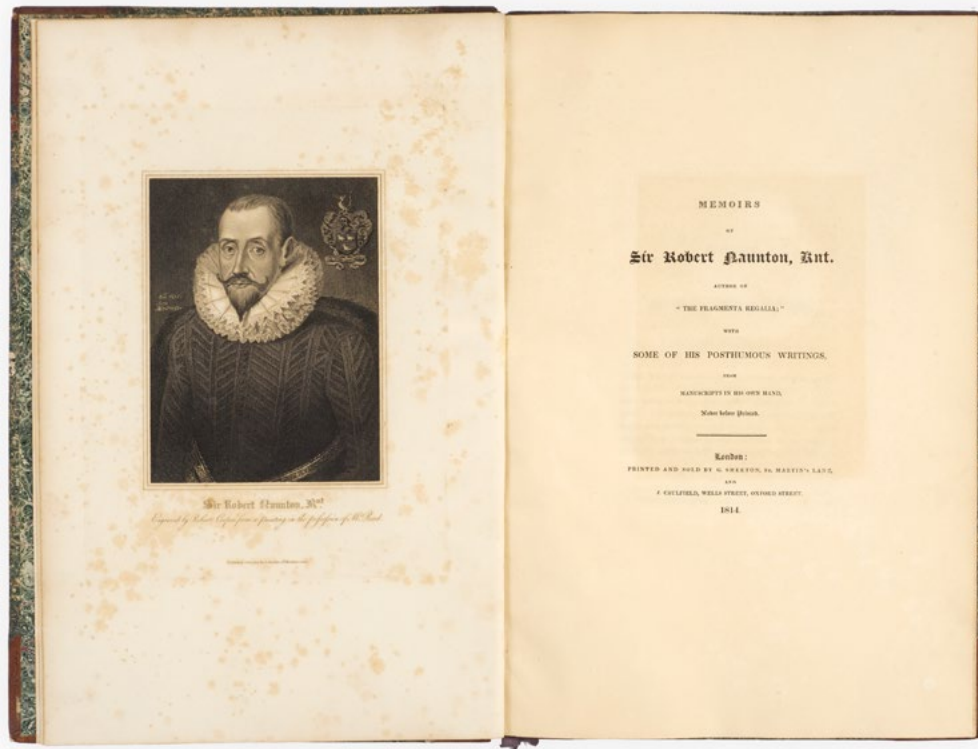 Sir Robert Naunton, Knt.
Engraved by Robert Cooper from a Painting in the possession of Mr. Read
MEMOIRS
OF
Sir Robert Naunton, Knt.
AUTHOR OF
"THE FRAGMENTA REGALIA;"
WITH
SOME OF HIS POSTHUMOUS WRITINGS,
FROM
MANUSCRIPTS IN HIS OWN HAND,
Never before Printed.
London:
PRINTED AND SOLD BY G. SMEETON, ST. MARTIN'S LANE,
AND
J. CAULFIELD, WELLS STREET, OXFORD STREET.
1814.